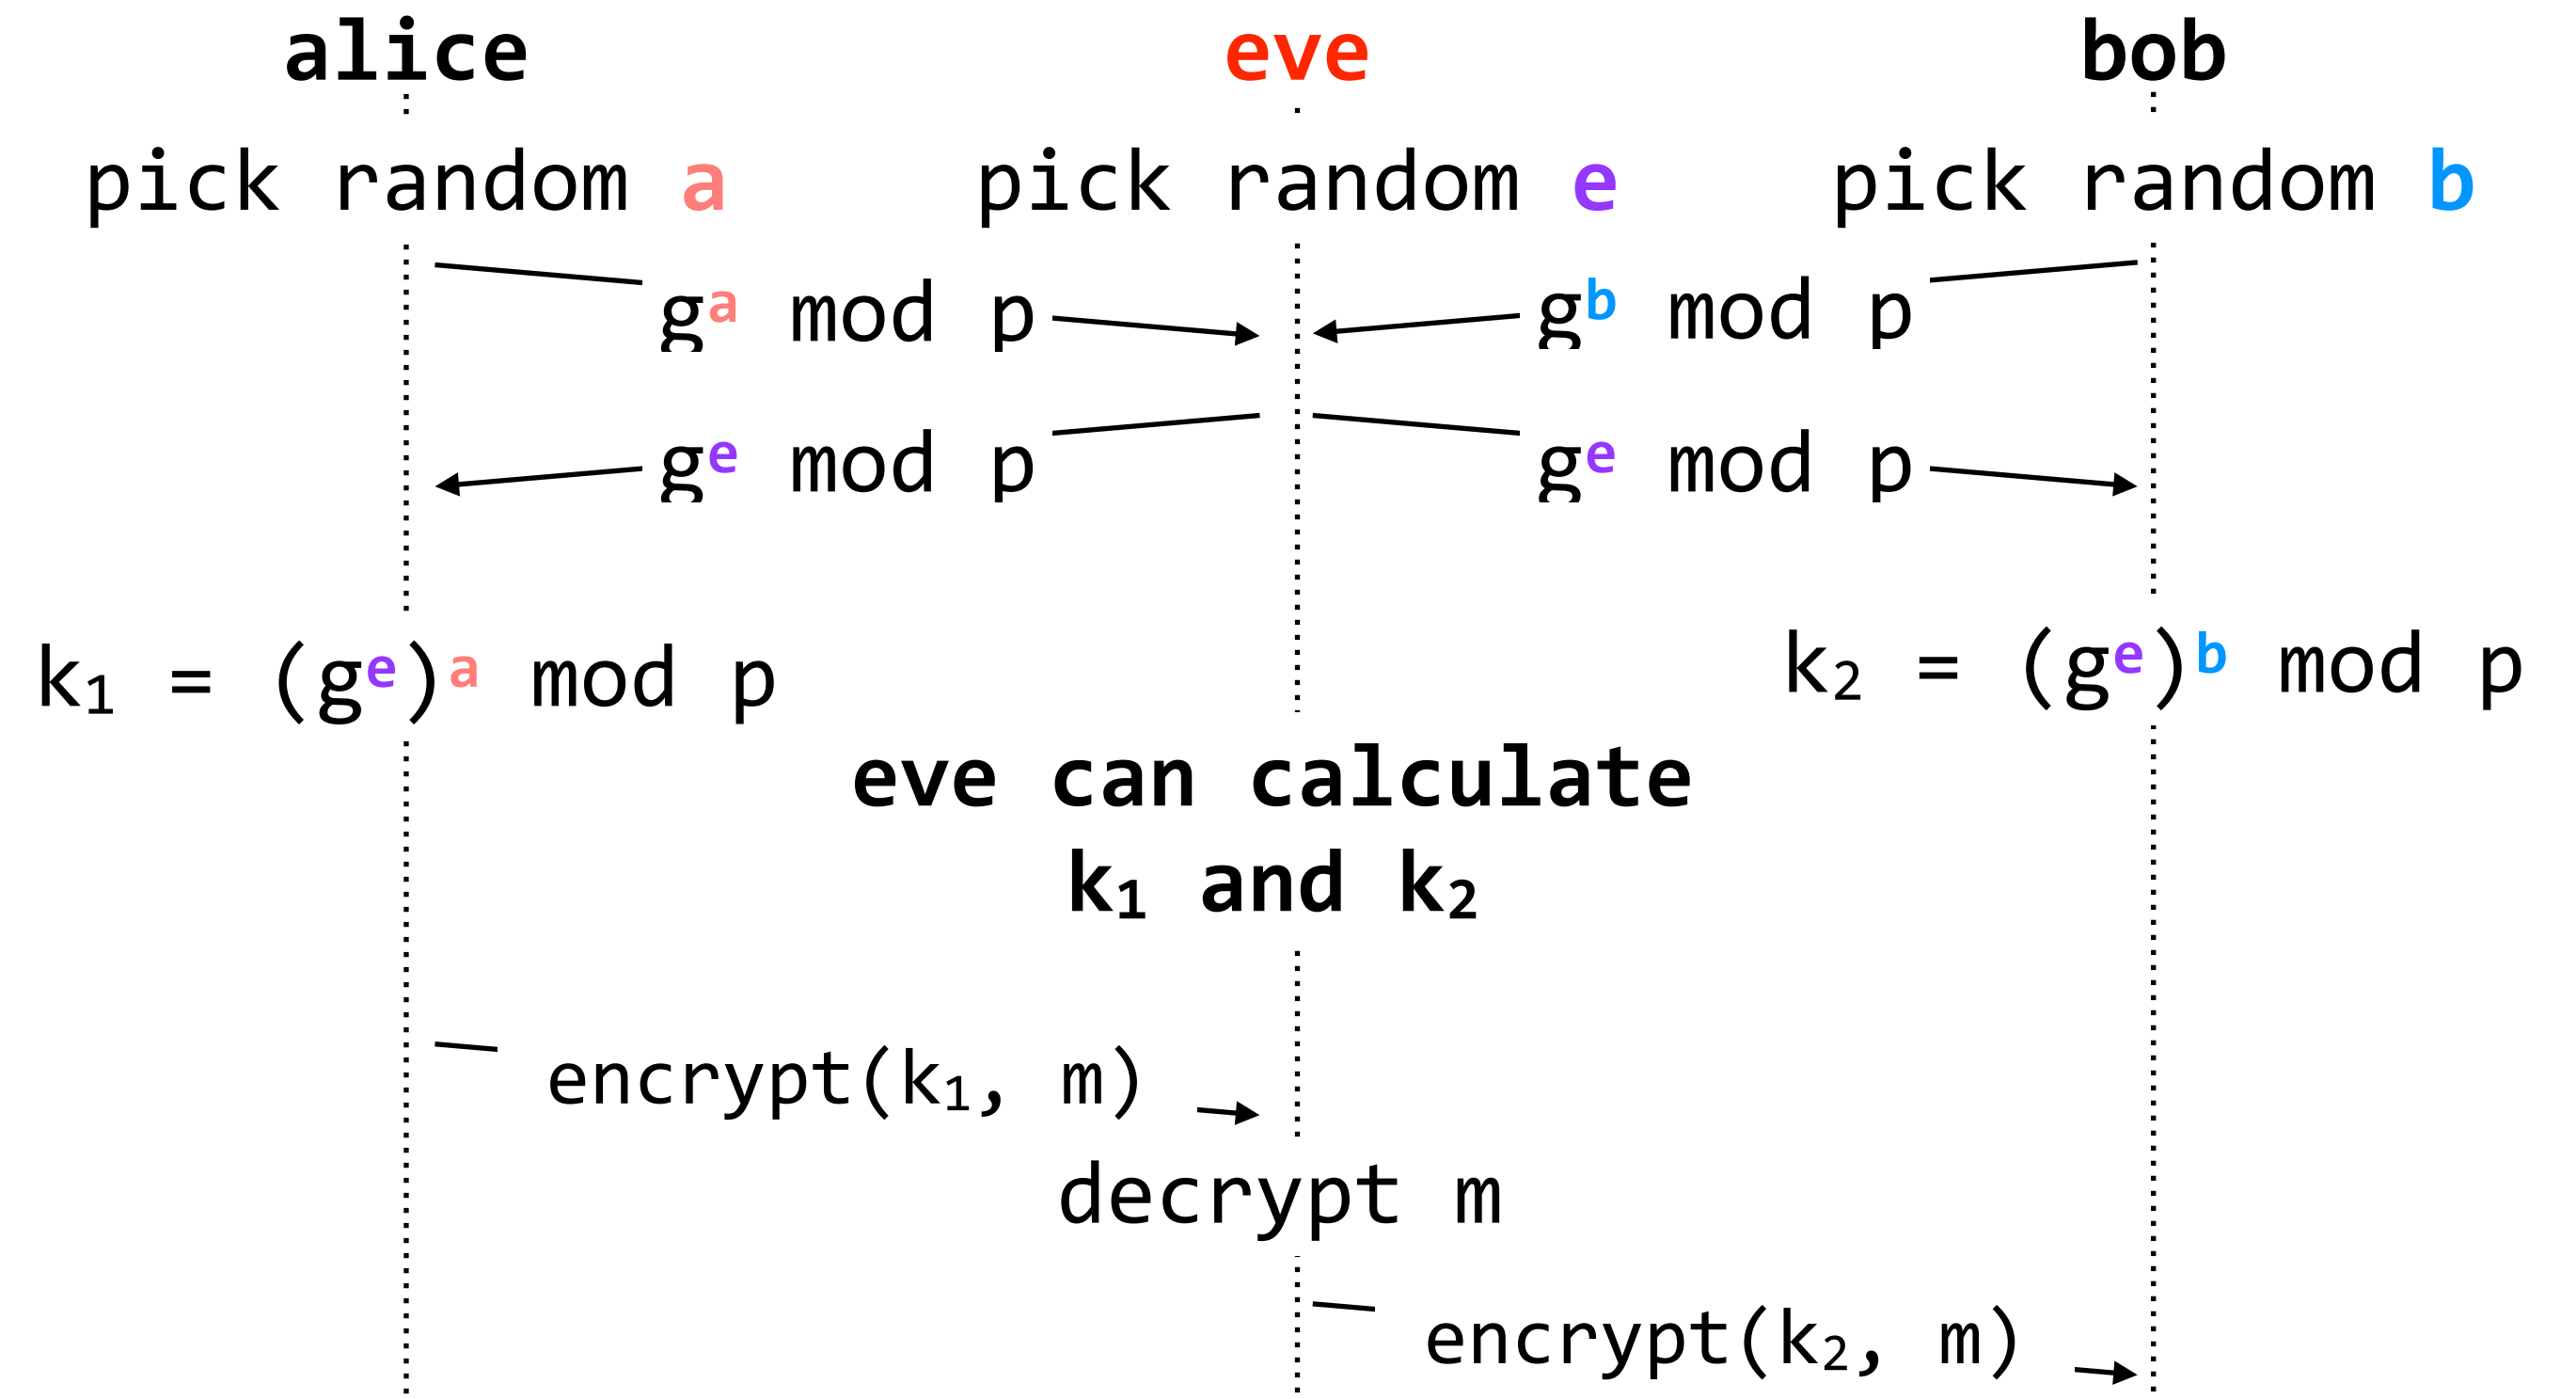 alice eve bob
pick random a pick random e pick random b
gᵃ mod p gᵇ mod p
gᵉ mod p gᵉ mod p
k₁ = (gᵉ)ᵃ mod p k₂ = (gᵉ)ᵇ mod p
eve can calculate
k₁ and k₂
encrypt(k₁, m)
decrypt m
encrypt(k₂, m)